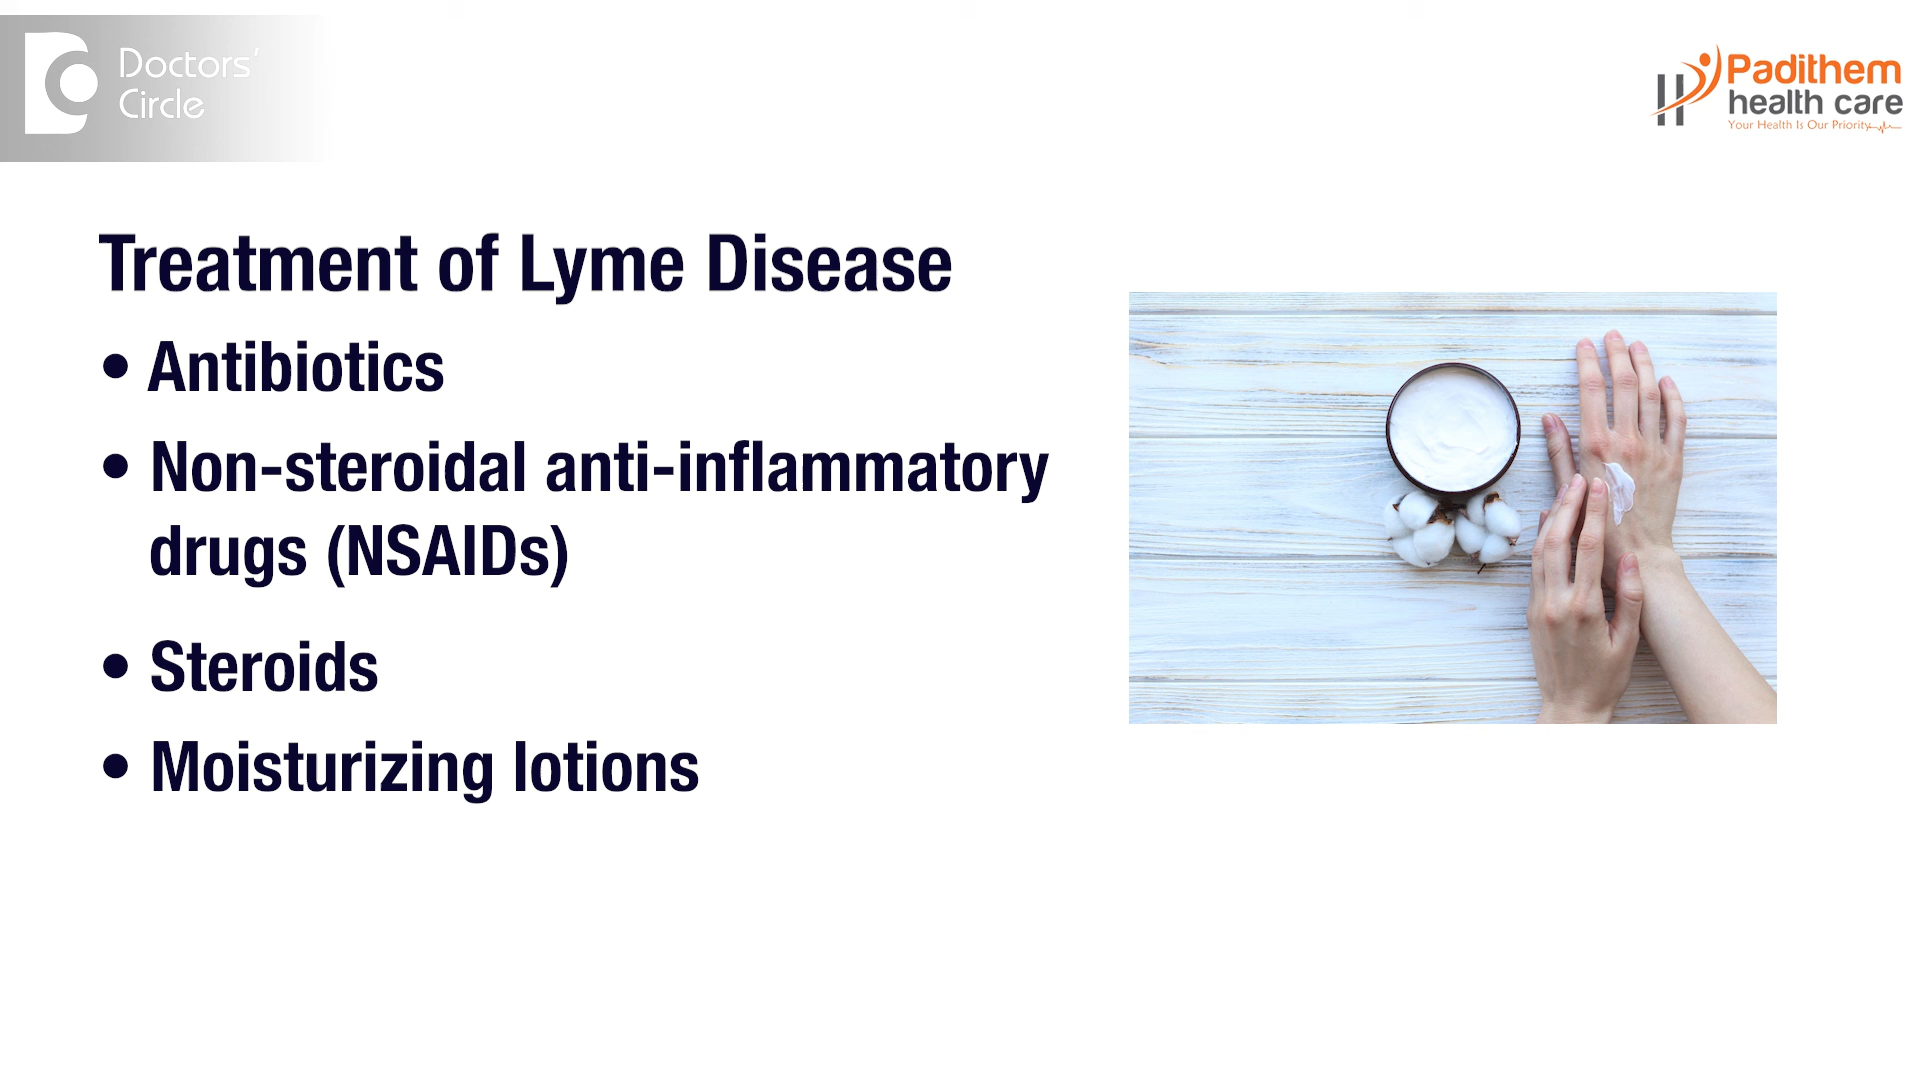 Doctors'
Circle
Padithem
health care
Your Health Is Our Priority
Treatment of Lyme Disease
• Antibiotics
• Non-steroidal anti-inflammatory
drugs (NSAIDs)
• Steroids
• Moisturizing lotions